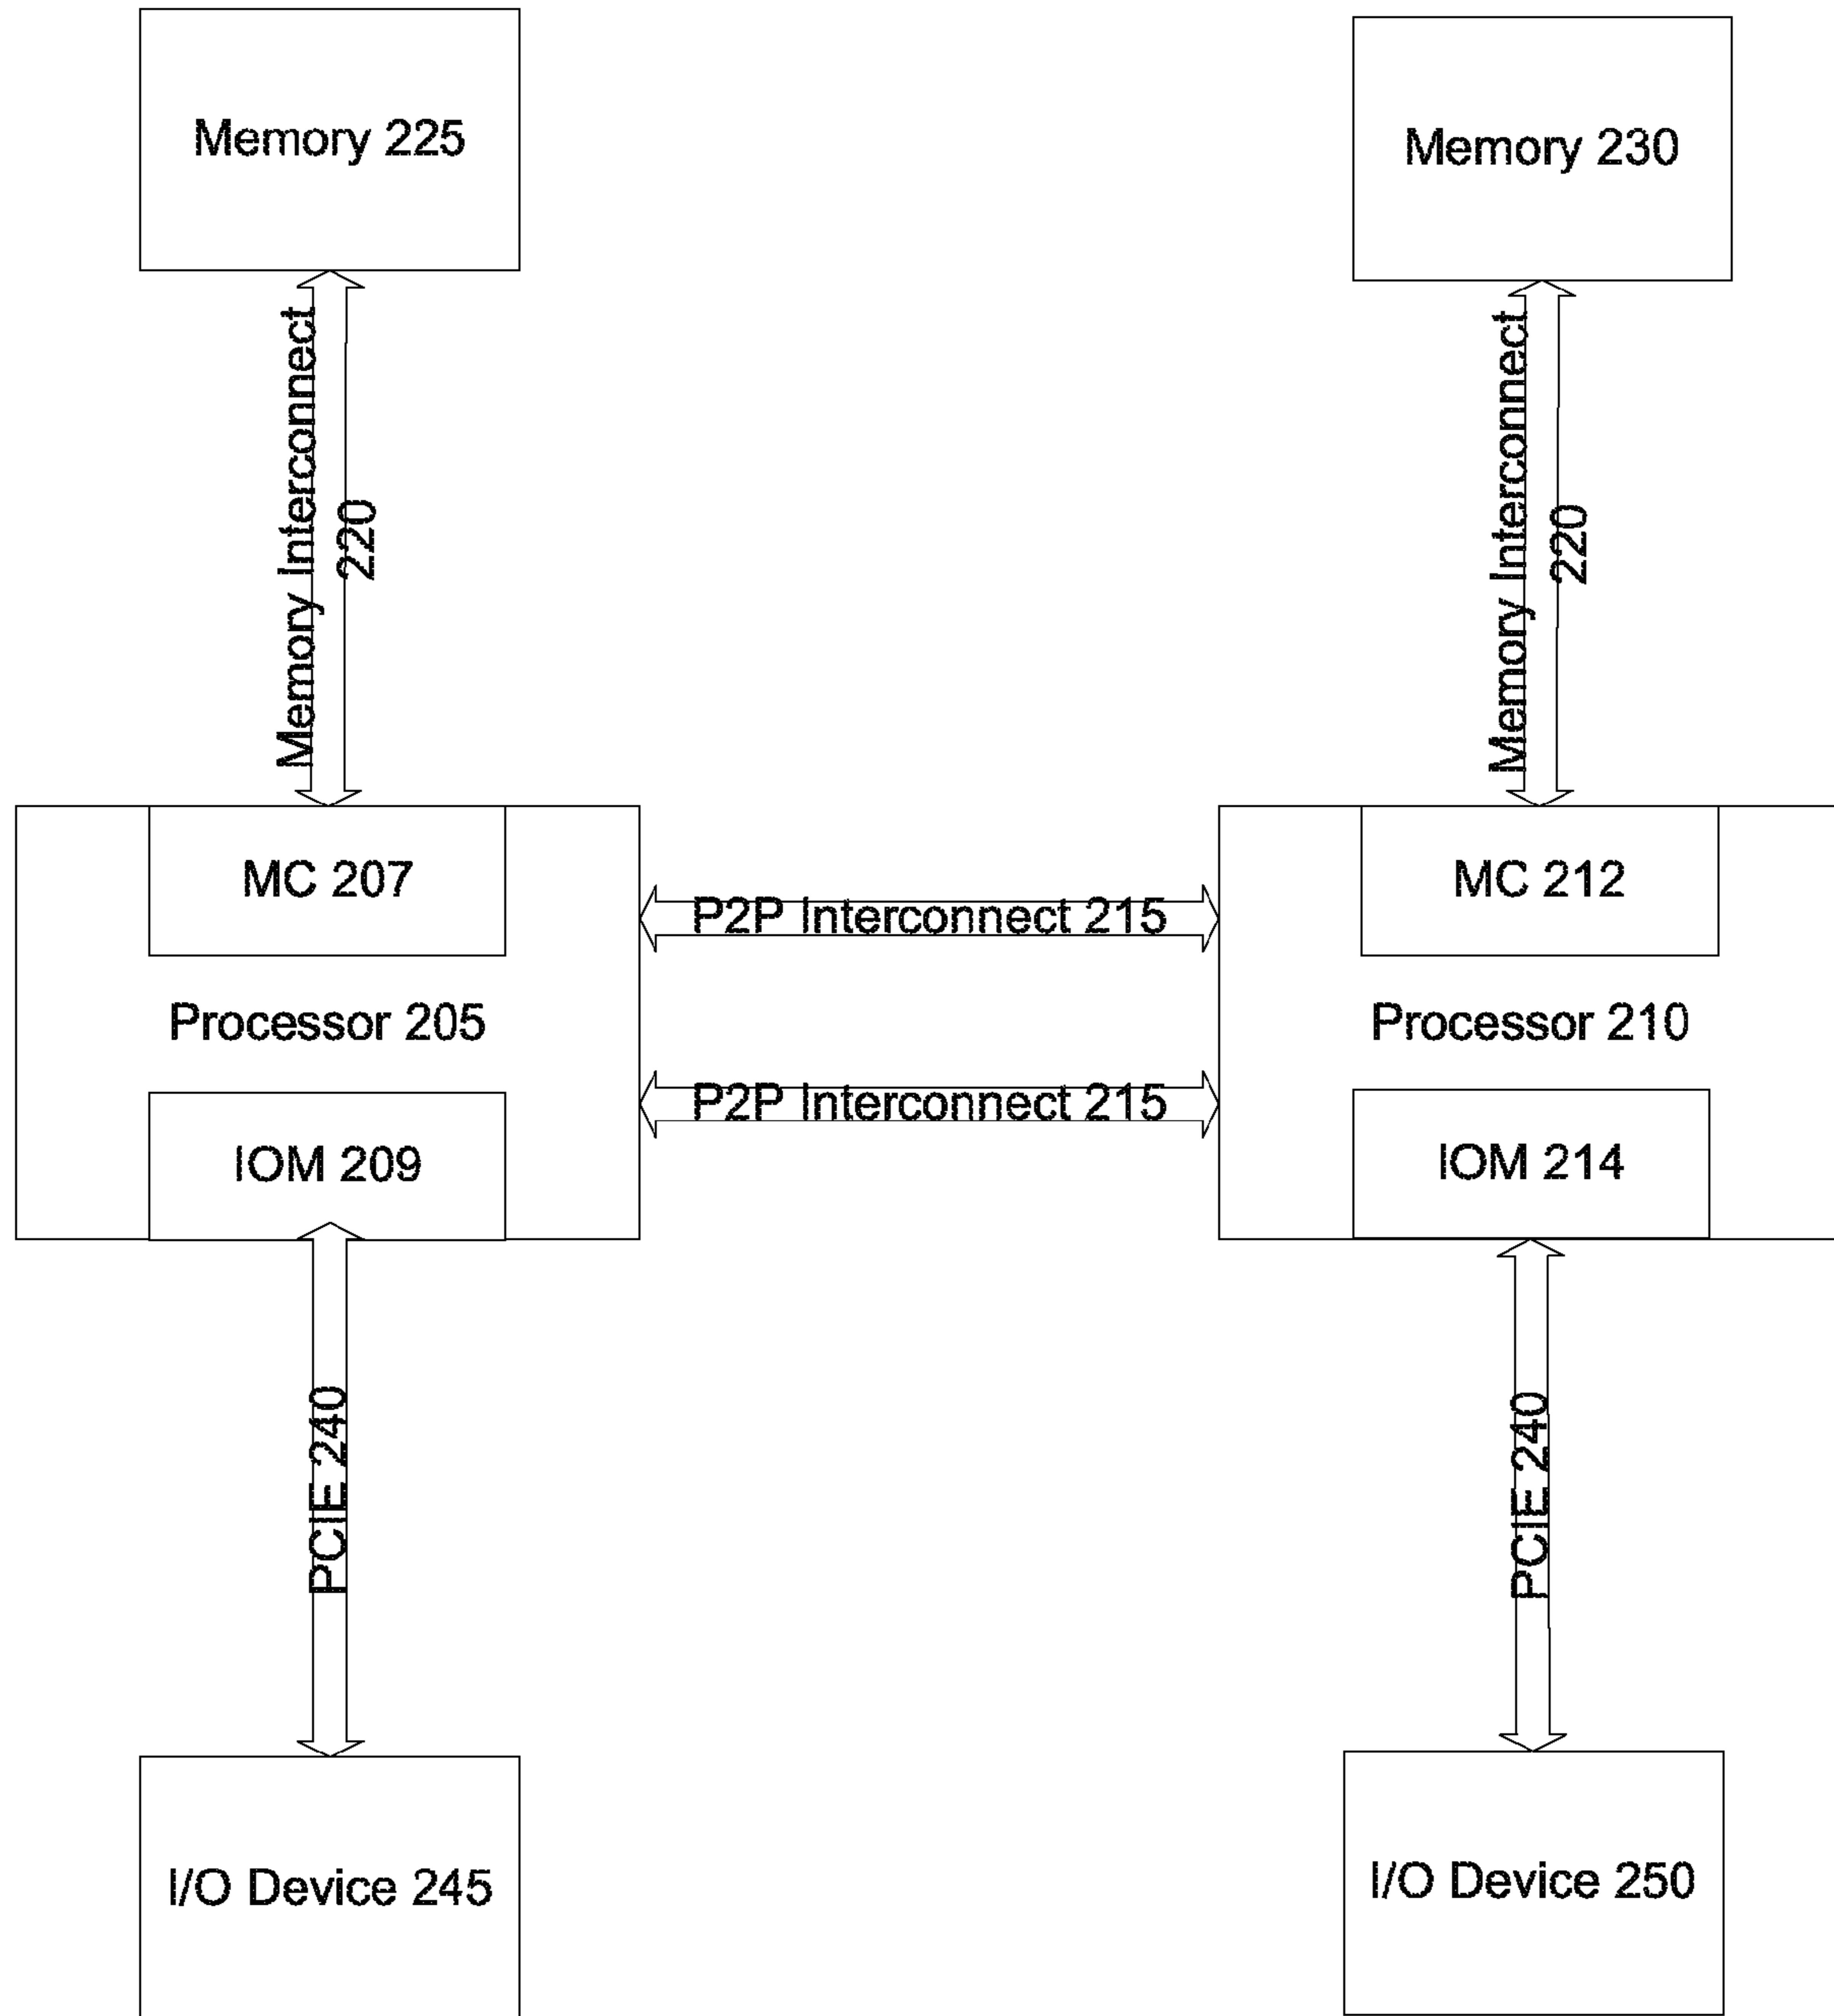 Memory 225
Memory 230
Memory Interconnect
220
Memory Interconnect
220
MC 207
MC 212
P2P Interconnect 215
Processor 205
Processor 210
P2P Interconnect 215
IOM 209
IOM 214
PCIE 240
PCIE 240
I/O Device 245
I/O Device 250